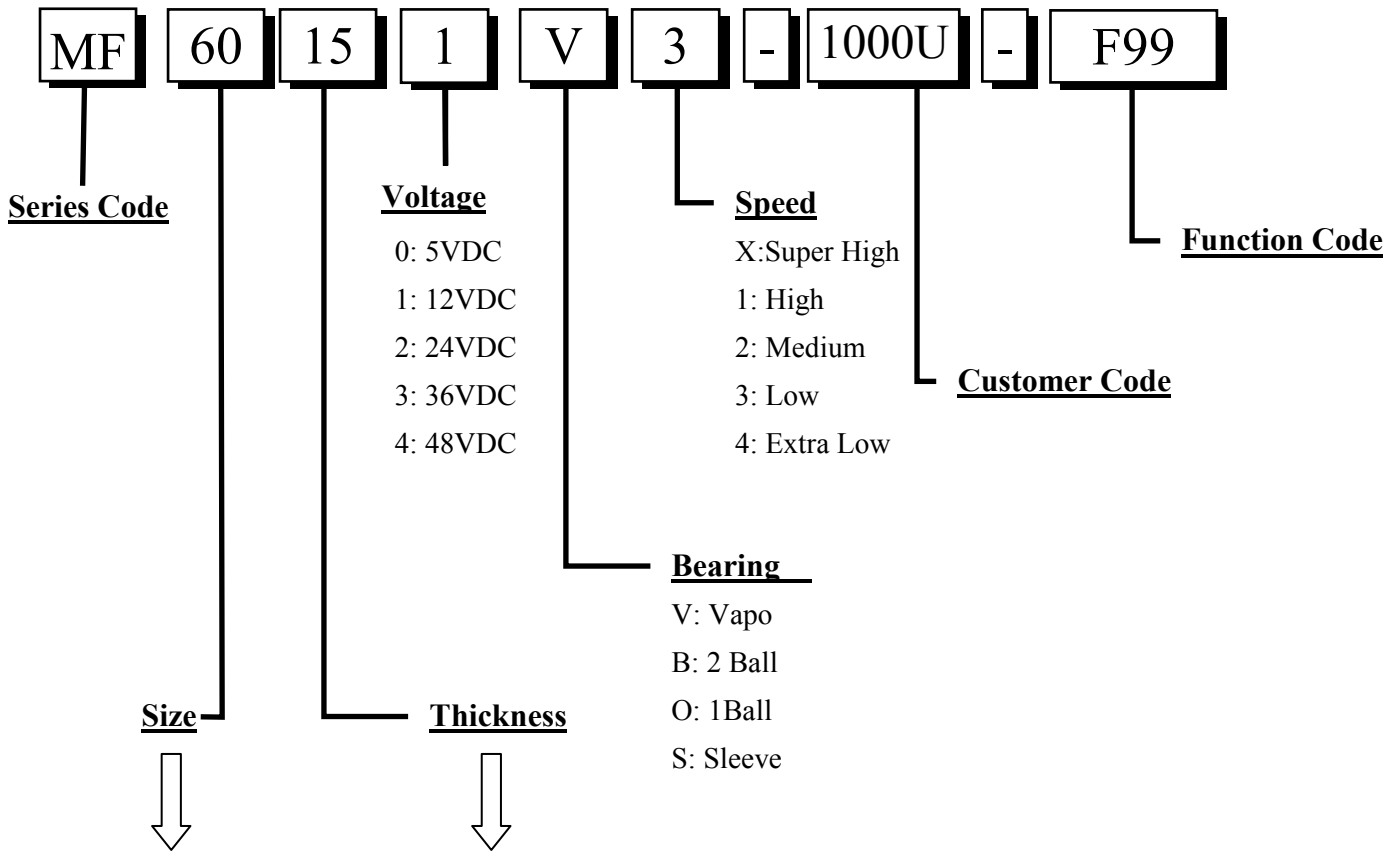 MF 60 15 1 V 3 - 1000U - F99
Series Code
Voltage
0: 5VDC
1: 12VDC
2: 24VDC
3: 36VDC
4: 48VDC
Speed
X:Super High
1: High
2: Medium
3: Low
4: Extra Low
Function Code
Customer Code
Bearing
V: Vapo
B: 2 Ball
O: 1Ball
S: Sleeve
Size
Thickness